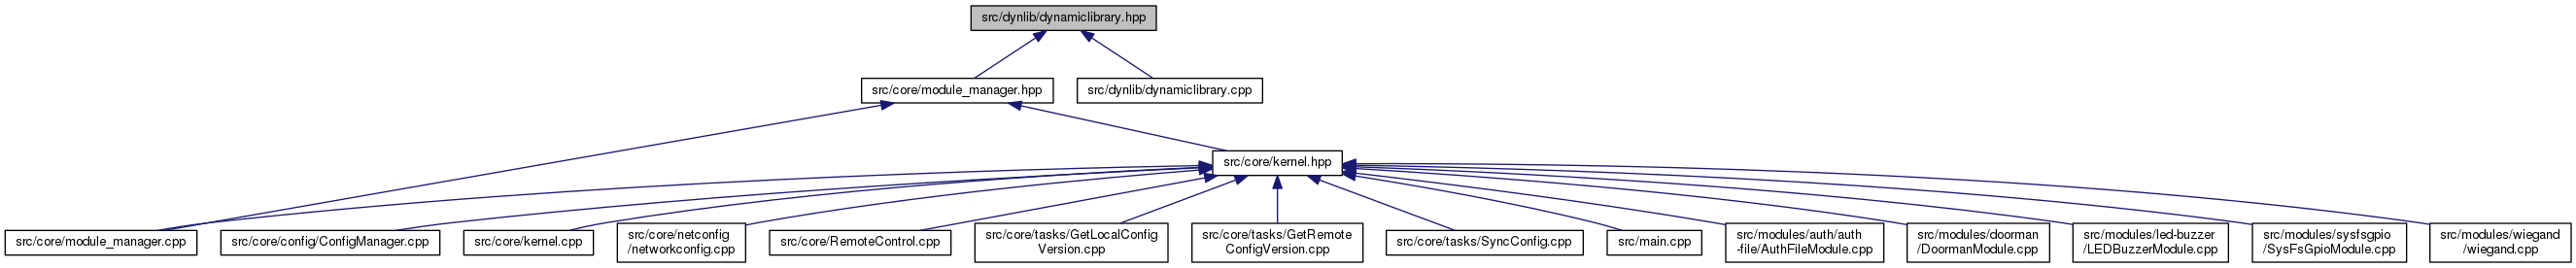 src/dynlib/dynamiclibrary.hpp
src/core/module_manager.hpp
src/dynlib/dynamiclibrary.cpp
src/core/kernel.hpp
src/core/module_manager.cpp
src/core/config/ConfigManager.cpp
src/core/kernel.cpp
src/core/netconfig
/networkconfig.cpp
src/core/RemoteControl.cpp
src/core/tasks/GetLocalConfig
Version.cpp
src/core/tasks/GetRemote
ConfigVersion.cpp
src/core/tasks/SyncConfig.cpp
src/main.cpp
src/modules/auth/auth
-file/AuthFileModule.cpp
src/modules/doorman
/DoormanModule.cpp
src/modules/led-buzzer
/LEDBuzzerModule.cpp
src/modules/sysfsgpio
/SysFsGpioModule.cpp
src/modules/wiegand
/wiegand.cpp